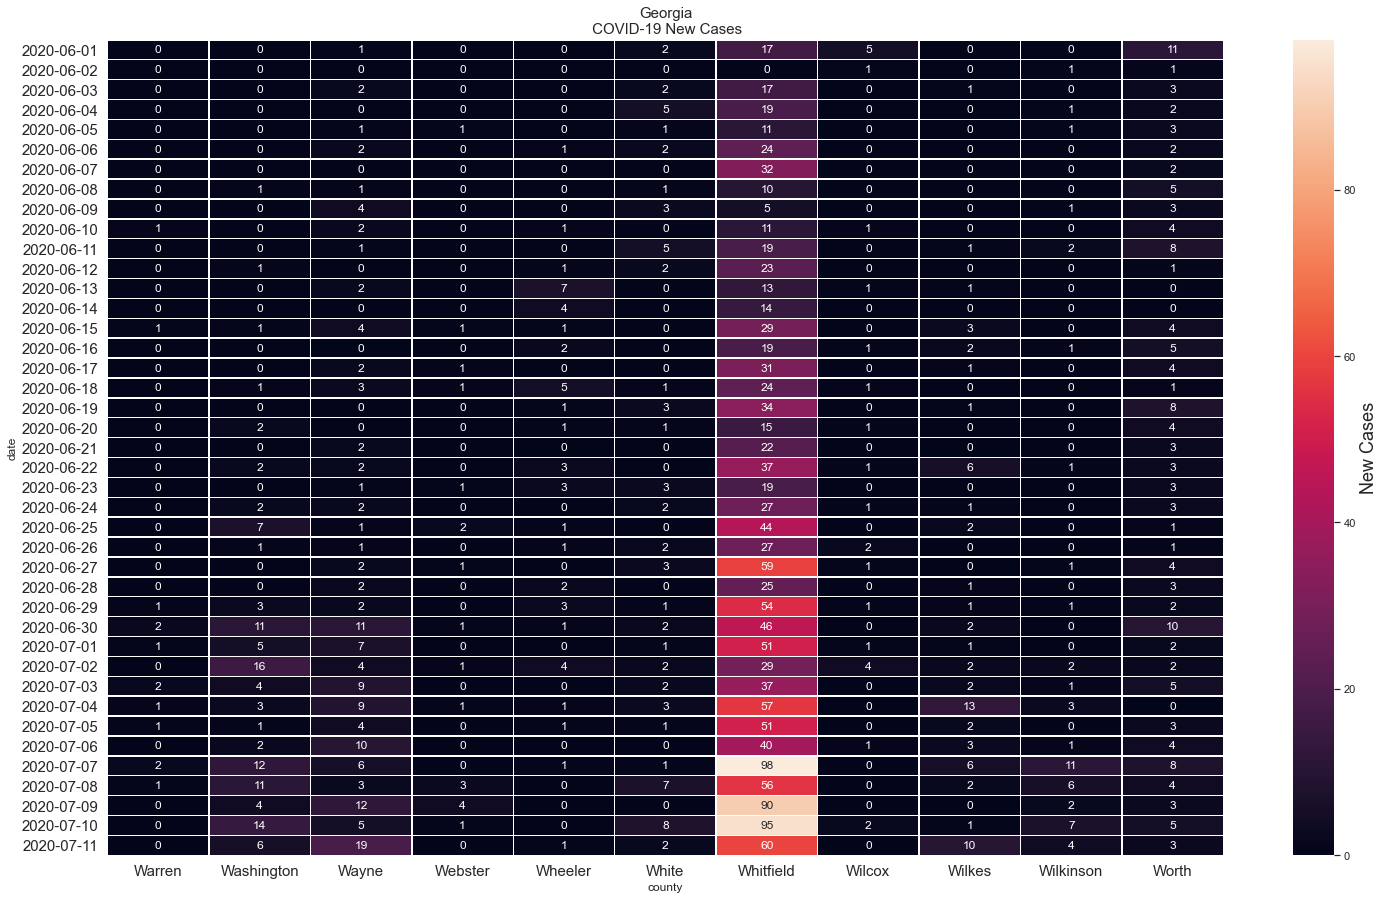 Georgia
COVID-19 New Cases
2020-06-01 0 0 1 0 0 2 17 5 0 0 11
2020-06-02 0 0 0 0 0 0 0 1 0 1 1
2020-06-03 0 0 2 0 0 2 17 0 1 0 3
2020-06-04 0 0 0 0 0 5 19 0 0 1 2
2020-06-05 0 0 1 1 0 1 11 0 0 1 3
2020-06-06 0 0 2 0 1 2 24 0 0 0 2
2020-06-07 0 0 0 0 0 0 32 0 0 0 2
2020-06-08 0 1 1 0 0 1 10 0 0 0 5
2020-06-09 0 0 4 0 0 3 5 0 0 1 3
2020-06-10 1 0 2 0 1 0 11 1 0 0 4
2020-06-11 0 0 1 0 0 5 19 0 1 2 8
2020-06-12 0 1 0 0 1 2 23 0 0 0 1
2020-06-13 0 0 2 0 7 0 13 1 1 0 0
2020-06-14 0 0 0 0 4 0 14 0 0 0 0
2020-06-15 1 1 4 1 1 0 29 0 3 0 4
2020-06-16 0 0 0 0 2 0 19 1 2 1 5
2020-06-17 0 0 2 1 0 0 31 0 1 0 4
2020-06-18 0 1 3 1 5 1 24 1 0 0 1
2020-06-19 0 0 0 0 1 3 34 0 1 0 8
2020-06-20 0 2 0 0 1 1 15 1 0 0 4
2020-06-21 0 0 2 0 0 0 22 0 0 0 3
2020-06-22 0 2 2 0 3 0 37 1 6 1 3
2020-06-23 0 0 1 1 3 3 19 0 0 0 3
2020-06-24 0 2 2 0 0 2 27 1 1 0 3
2020-06-25 0 7 1 2 1 0 44 0 2 0 1
2020-06-26 0 1 1 0 1 2 27 2 0 0 1
2020-06-27 0 0 2 1 0 3 59 1 0 1 4
2020-06-28 0 0 2 0 2 0 25 0 1 0 3
2020-06-29 1 3 2 0 3 1 54 1 1 1 2
2020-06-30 2 11 11 1 1 2 46 0 2 0 10
2020-07-01 1 5 7 0 0 1 51 1 1 0 2
2020-07-02 0 16 4 1 4 2 29 4 2 2 2
2020-07-03 2 4 9 0 0 2 37 0 2 1 5
2020-07-04 1 3 9 1 1 3 57 0 13 3 0
2020-07-05 1 1 4 0 1 1 51 0 2 0 3
2020-07-06 0 2 10 0 0 0 40 1 3 1 4
2020-07-07 2 12 6 0 1 1 98 0 6 11 8
2020-07-08 1 11 3 3 0 7 56 0 2 6 4
2020-07-09 0 4 12 4 0 0 90 0 0 2 3
2020-07-10 0 14 5 1 0 8 95 2 1 7 5
2020-07-11 0 6 19 0 1 2 60 0 10 4 3
Warren Washington Wayne Webster Wheeler White Whitfield Wilcox Wilkes Wilkinson Worth
county
date
80
60
40
20
0
New Cases